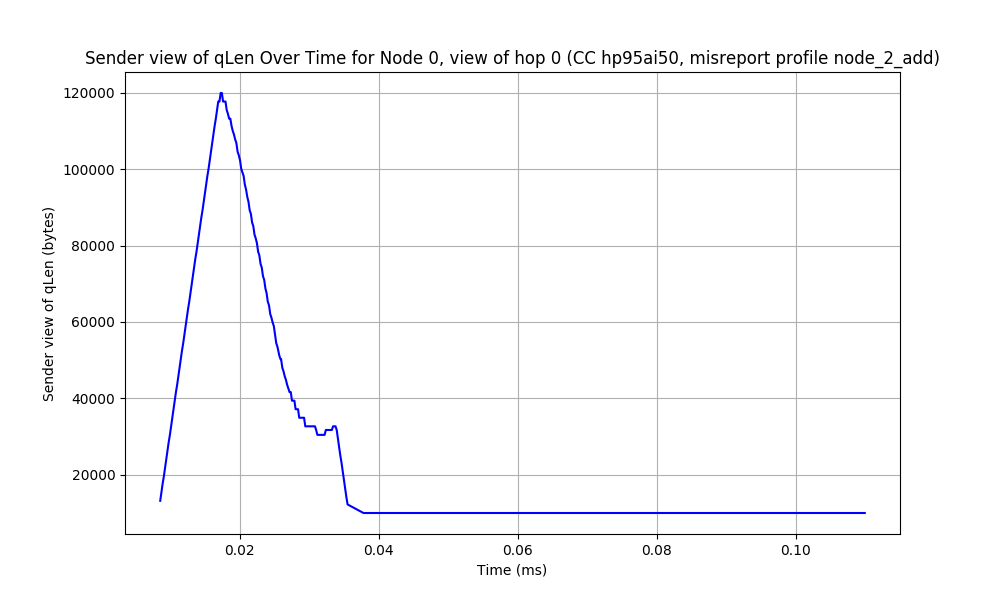 Sender view of qLen Over Time for Node 0, view of hop 0 (CC hp95ai50, misreport profile node_2_add)
120000
100000
80000
60000
40000
20000
Sender view of qLen (bytes)
0.02 0.04 0.06 0.08 0.10
Time (ms)